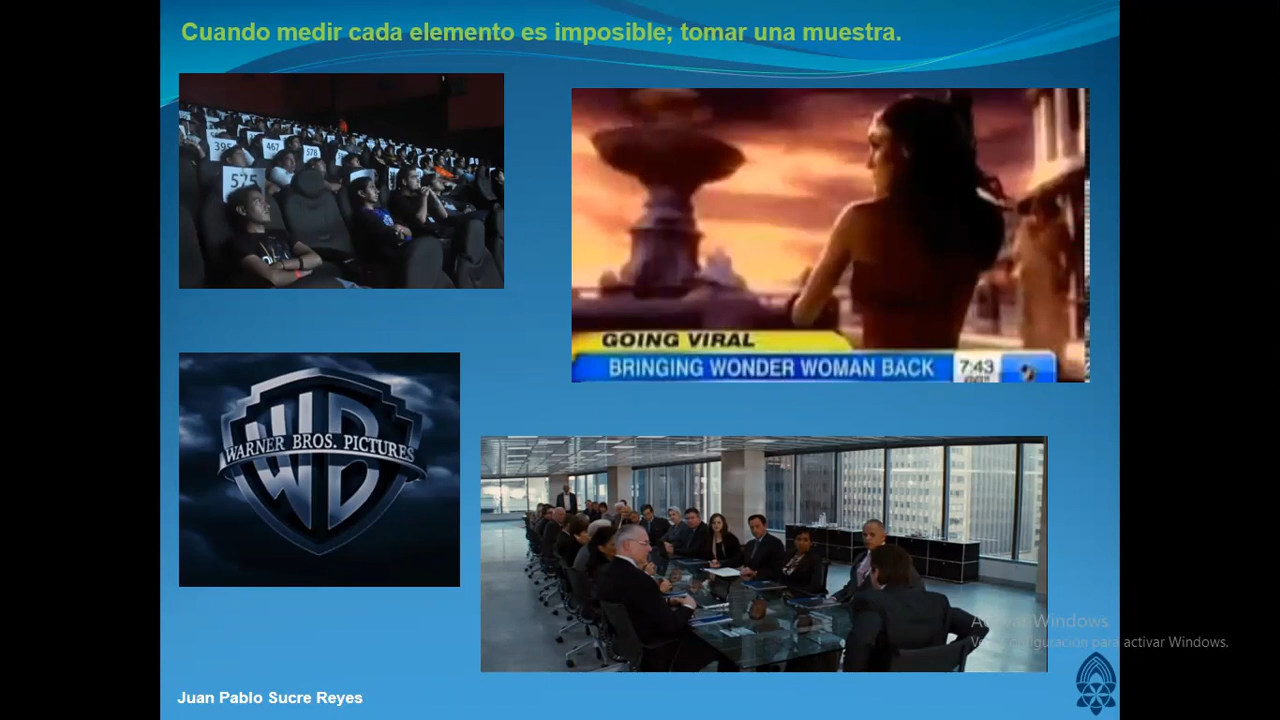 Cuando medir cada elemento es imposible; tomar una muestra.
395
467
578
575
GOING VIRAL
BRINGING WONDER WOMAN BACK
7:43
WB
WARNER BROS. PICTURES
Windows
para activar Windows.
Juan Pablo Sucre Reyes